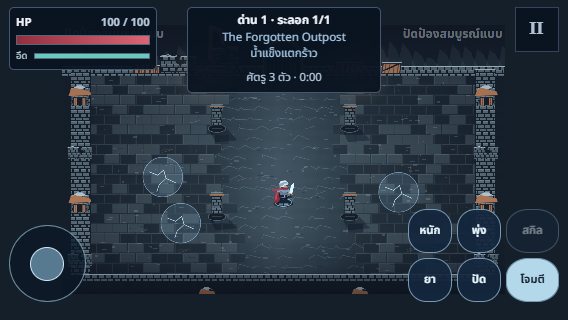 HP 100 / 100
อึด
ด่าน 1 · ระลอก 1/1
The Forgotten Outpost
น้ำแข็งแตกร้าว
ศัตรู 3 ตัว · 0:00
ปัดป้องสมบูรณ์แบบ
II
หนัก
พุ่ง
สกิล
ยา
ปัด
โจมตี